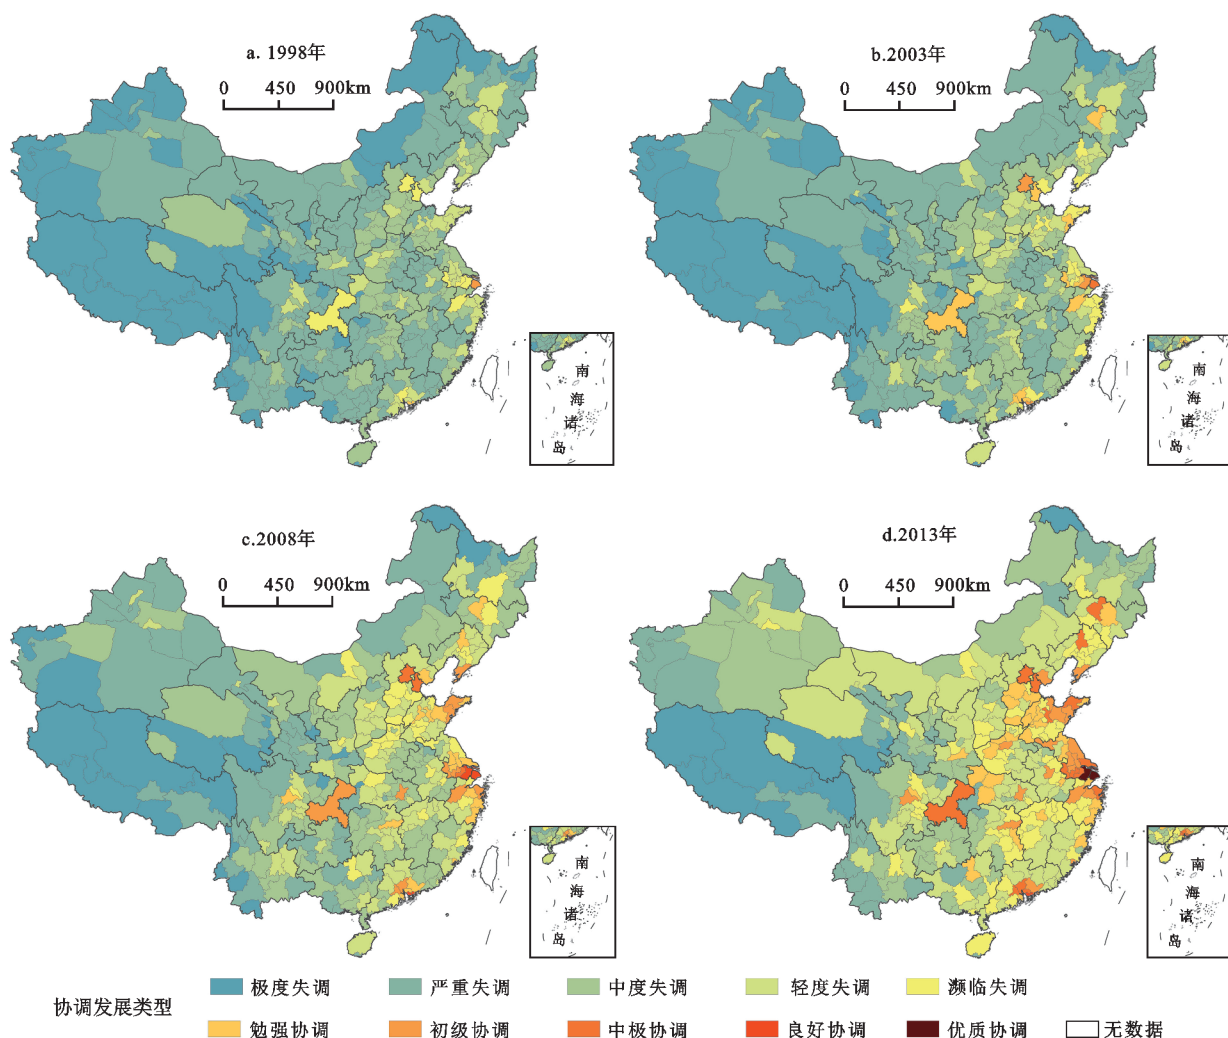 a. 1998年
0 450 900km
b.2003年
0 450 900km
南
海
诸
岛
南
海
诸
岛
c.2008年
0 450 900km
d.2013年
0 450 900km
南
海
诸
岛
南
海
诸
岛
协调发展类型
极度失调 严重失调 中度失调 轻度失调 濒临失调
勉强协调 初级协调 中极协调 良好协调 优质协调 无数据